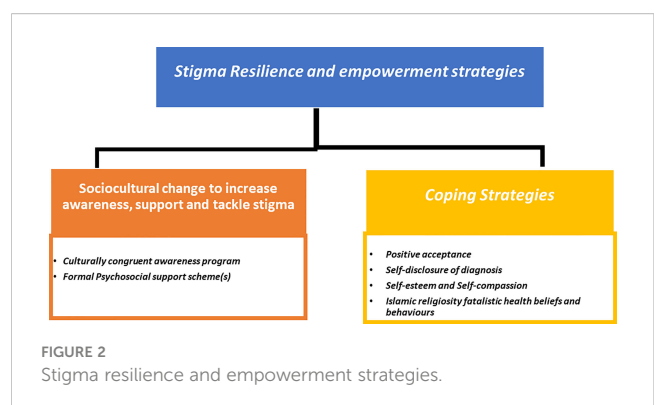 Stigma Resilience and empowerment strategies
Sociocultural change to increase
awareness, support and tackle stigma
Coping Strategies
• Culturally congruent awareness program
• Formal Psychosocial support scheme(s)
• Positive acceptance
• Self-disclosure of diagnosis
• Self-esteem and Self-compassion
• Islamic religiosity fatalistic health beliefs and
behaviours
FIGURE 2
Stigma resilience and empowerment strategies.